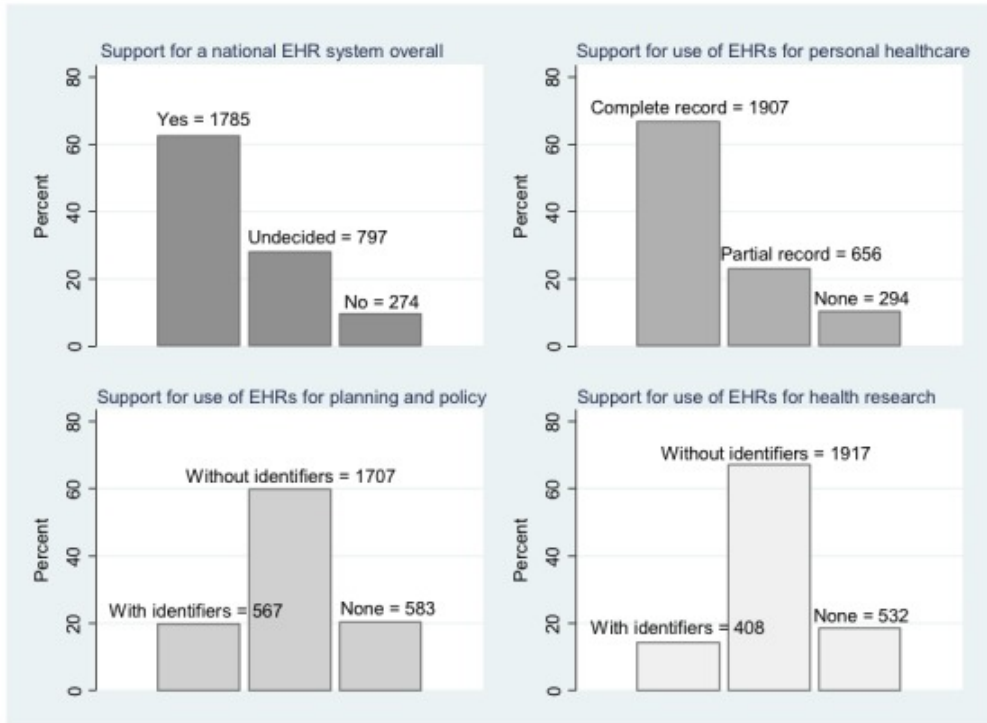 Support for a national EHR system overall
80
60
40
20
0
Percent
Yes = 1785
Undecided = 797
No = 274
Support for use of EHRs for personal healthcare
80
60
40
20
0
Percent
Complete record = 1907
Partial record = 656
None = 294
Support for use of EHRs for planning and policy
80
60
40
20
0
Percent
Without identifiers = 1707
With identifiers = 567
None = 583
Support for use of EHRs for health research
80
60
40
20
0
Percent
Without identifiers = 1917
With identifiers = 408
None = 532